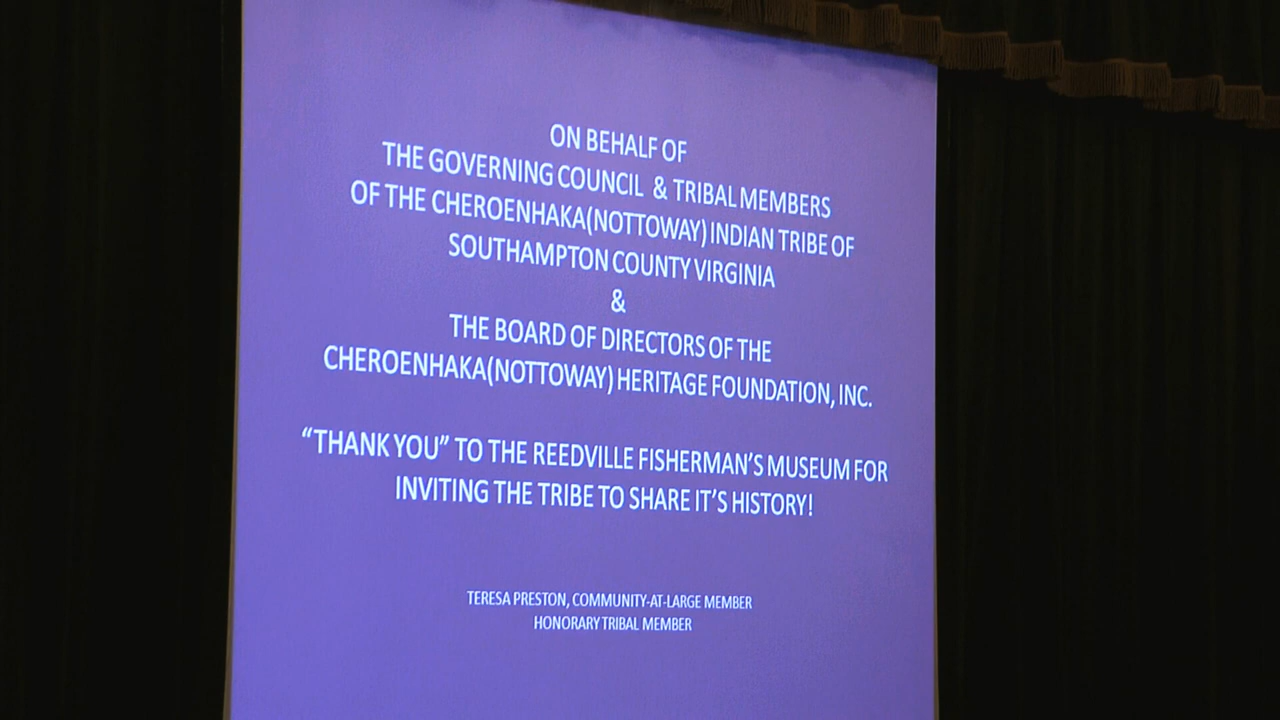 ON BEHALF OF
THE GOVERNING COUNCIL & TRIBAL MEMBERS
OF THE CHEROENHAKA(NOTTOWAY) INDIAN TRIBE OF
SOUTHAMPTON COUNTY VIRGINIA
&
THE BOARD OF DIRECTORS OF THE
CHEROENHAKA(NOTTOWAY) HERITAGE FOUNDATION, INC.
“THANK YOU” TO THE REEDVILLE FISHERMAN’S MUSEUM FOR
INVITING THE TRIBE TO SHARE IT’S HISTORY!
TERESA PRESTON, COMMUNITY-AT-LARGE MEMBER
HONORARY TRIBAL MEMBER